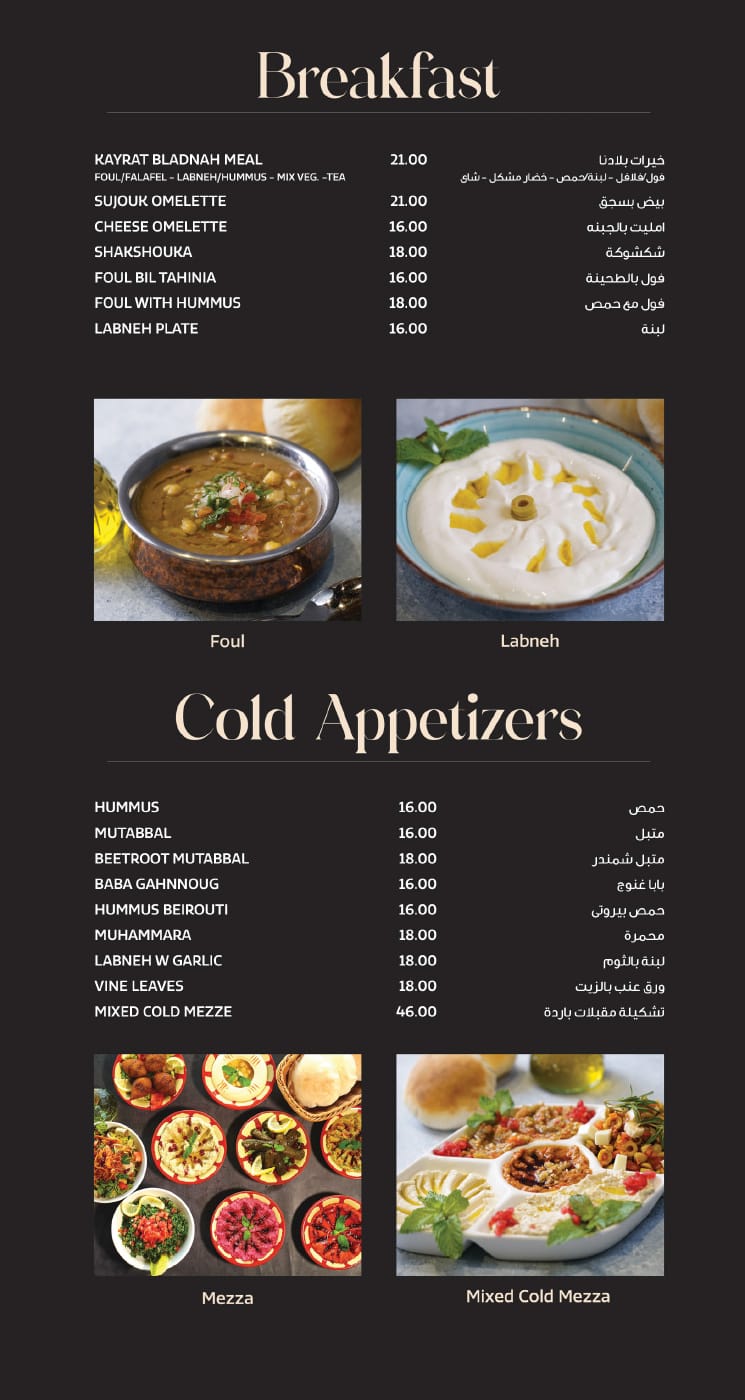 Breakfast
KAYRAT BLADNAH MEAL 21.00 خيرات بلادنا
FOUL/FALAFEL - LABNEH/HUMMUS - MIX VEG. -TEA فول/فلافل - لبنة/حمص - خضار مشكل - شاى
SUJOUK OMELETTE 21.00 بيض بسجق
CHEESE OMELETTE 16.00 امليت بالجبنه
SHAKSHOUKA 18.00 شكشوكة
FOUL BIL TAHINIA 16.00 فول بالطحينة
FOUL WITH HUMMUS 18.00 فول مع حمص
LABNEH PLATE 16.00 لبنة
Foul Labneh
Cold Appetizers
HUMMUS 16.00 حمص
MUTABBAL 16.00 متبل
BEETROOT MUTABBAL 18.00 متبل شمندر
BABA GAHNNOUG 16.00 بابا غنوج
HUMMUS BEIROUTI 16.00 حمص بيروتى
MUHAMMARA 18.00 محمرة
LABNEH W GARLIC 18.00 لبنة بالثوم
VINE LEAVES 18.00 ورق عنب بالزيت
MIXED COLD MEZZE 46.00 تشكيلة مقبلات باردة
Mezza Mixed Cold Mezza